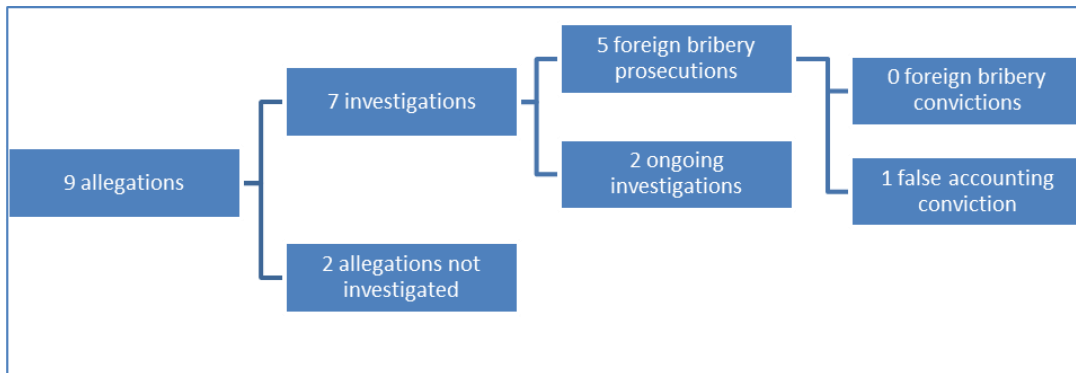 9 allegations
7 investigations
2 allegations not
investigated
5 foreign bribery
prosecutions
2 ongoing
investigations
0 foreign bribery
convictions
1 false accounting
conviction